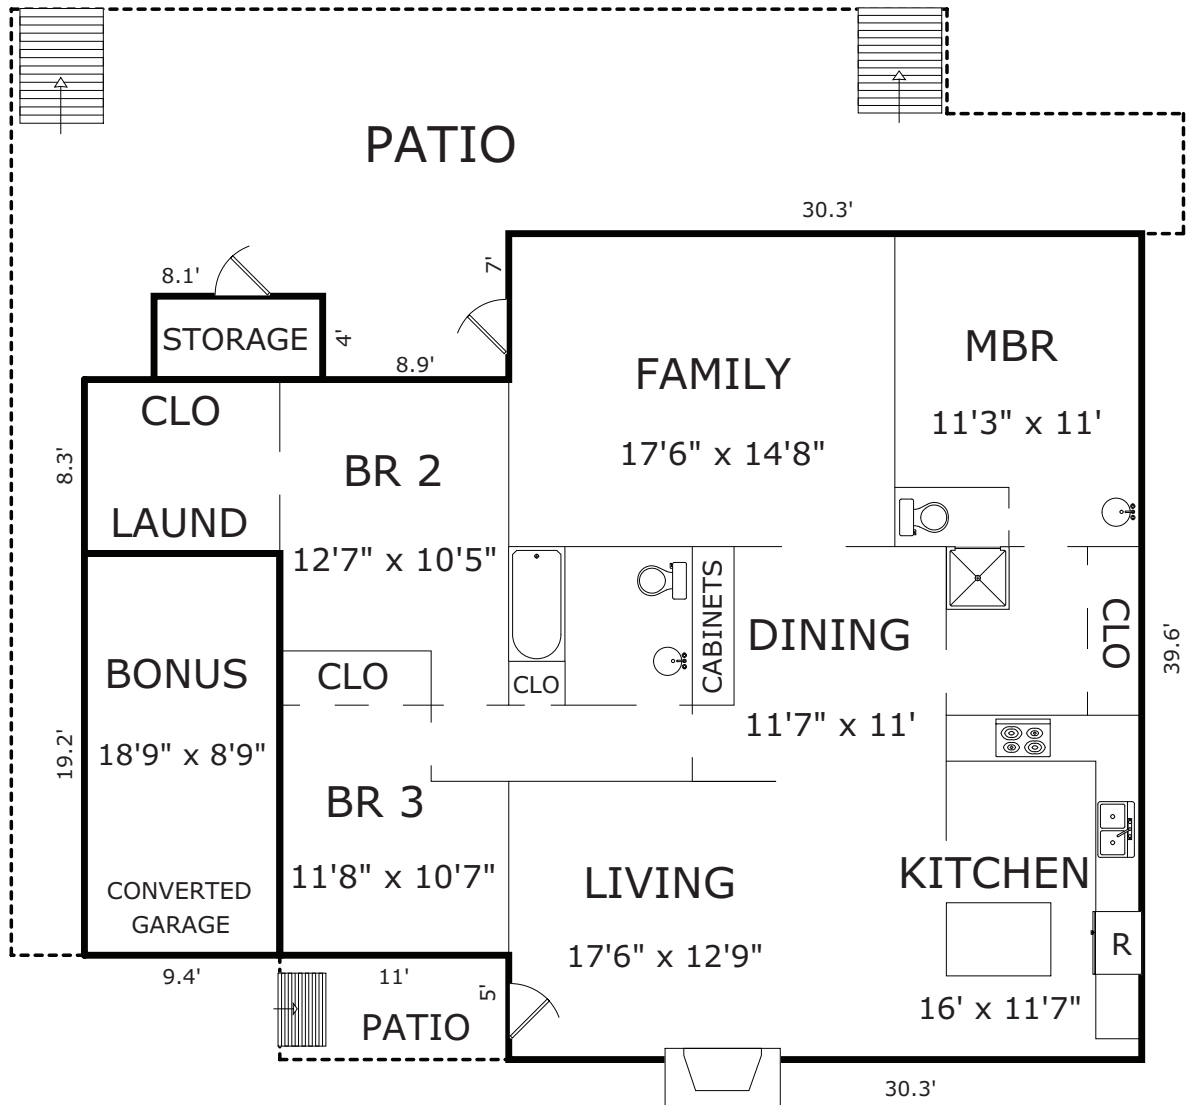 PATIO
30.3'
8.1'
7'
STORAGE
4'
8.9'
CLO
8.3'
LAUND
BR 2
12'7" x 10'5"
FAMILY
17'6" x 14'8"
MBR
11'3" x 11'
CABINETS
DINING
11'7" x 11'
CLO
39.6'
BONUS
18'9" x 8'9"
19.2'
CONVERTED
GARAGE
CLO
CLO
BR 3
11'8" x 10'7"
LIVING
17'6" x 12'9"
KITCHEN
R
16' x 11'7"
9.4'
11'
5'
PATIO
30.3'